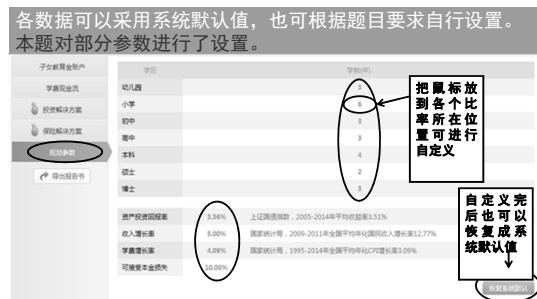 各数据可以采用系统默认值，也可根据题目要求自行设置。
本题对部分参数进行了设置。
子女教育金账户
学费现金流
投资解决方案
保险解决方案
规划参数
导出报告书
学历 学制(年)
幼儿园 3
小学 6
初中 3
高中 3
本科 4
硕士 2
博士 3
把鼠标放
到各个比
率所在位
置可进行
自定义
资产投资回报率 3.56% 上证国债指数，2005-2014年平均收益率3.51%
收入增长率 5.00% 国家统计局，2009-2011年全国平均年化国民收入增长率12.77%
学费增长率 4.09% 国家统计局，1995-2014年全国平均年化CPI增长率3.09%
可接受本金损失 10.00%
自定义完
后也可以
恢复成系
统默认值
恢复系统默认